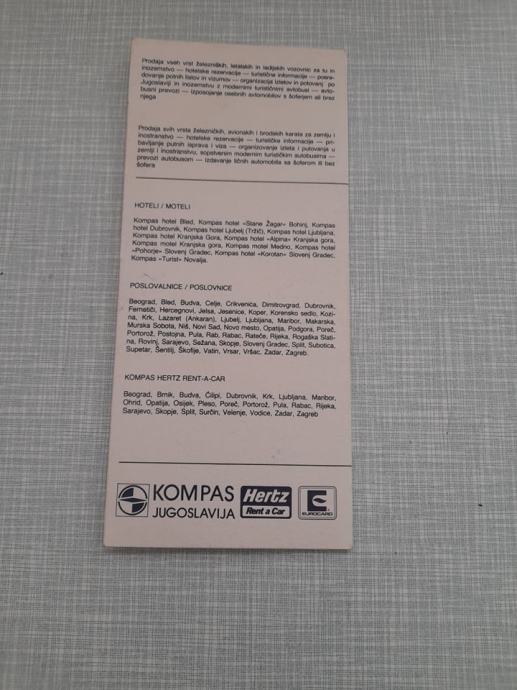 Prodaja vseh vrst železniških, letalskih in ladijskih vozovnic za tu in
inozemstvo — hotelske rezervacije — turistične informacije — posre-
dovanje potnih listov in vizumov — organizacija izletov in potovanj po
Jugoslaviji in inozemstvu z modernimi turističnimi avtobusi — avto-
busni prevozi — izposojanje osebnih avtomobilov s šoferjem ali brez
njega
Prodaja svih vrsta železničkih, avionskih i brodskih karata za zemlju i
inostranstvo — hotelske rezervacije — turističke informacije — pri-
bavljanje putnih isprava i viza — organizovanje izleta i putovanja u
zemlji i inostranstvu, sopstvenim modernim turističkim autobusima —
prevozi autobusom — izdavanje ličnih automobila sa šoferom ili bez
šofera
HOTELI / MOTELI
Kompas hotel Bled, Kompas hotel »Stane Žagar« Bohinj, Kompas
hotel Dubrovnik, Kompas hotel Ljubelj (Tržič), Kompas hotel Ljubljana,
Kompas hotel Kranjska Gora, Kompas hotel »Alpina« Kranjska gora,
Kompas motel Kranjska gora, Kompas motel Medno, Kompas hotel
»Pohorje« Slovenj Gradec, Kompas hotel »Korotan« Slovenj Gradec,
Kompas »Turist« Novalja.
POSLOVALNICE / POSLOVNICE
Beograd, Bled, Budva, Celje, Crikvenica, Dimitrovgrad, Dubrovnik,
Fernetiči, Hercegnovi, Jelsa, Jesenice, Koper, Korensko sedlo, Kozi-
na, Krk, Lazaret (Ankaran), Ljubelj, Ljubljana, Maribor, Makarska,
Murska Sobota, Niš, Novi Sad, Novo mesto, Opatija, Podgora, Poreč,
Portorož, Postojna, Pula, Rab, Rabac, Rateče, Rijeka, Rogaška Slati-
na, Rovinj, Sarajevo, Sežana, Skopje, Slovenj Gradec, Split, Subotica,
Supetar, Šentilj, Škofije, Vatin, Vrsar, Vršac, Zadar, Zagreb
KOMPAS HERTZ RENT-A-CAR
Beograd, Brnik, Budva, Čilipi, Dubrovnik, Krk, Ljubljana, Maribor,
Ohrid, Opatija, Osijek, Pleso, Poreč, Portorož, Pula, Rabac, Rijeka,
Sarajevo, Skopje, Split, Surčin, Velenje, Vodice, Zadar, Zagreb
KOMPAS
JUGOSLAVIJA
Hertz
Rent a Car
EUROCARD